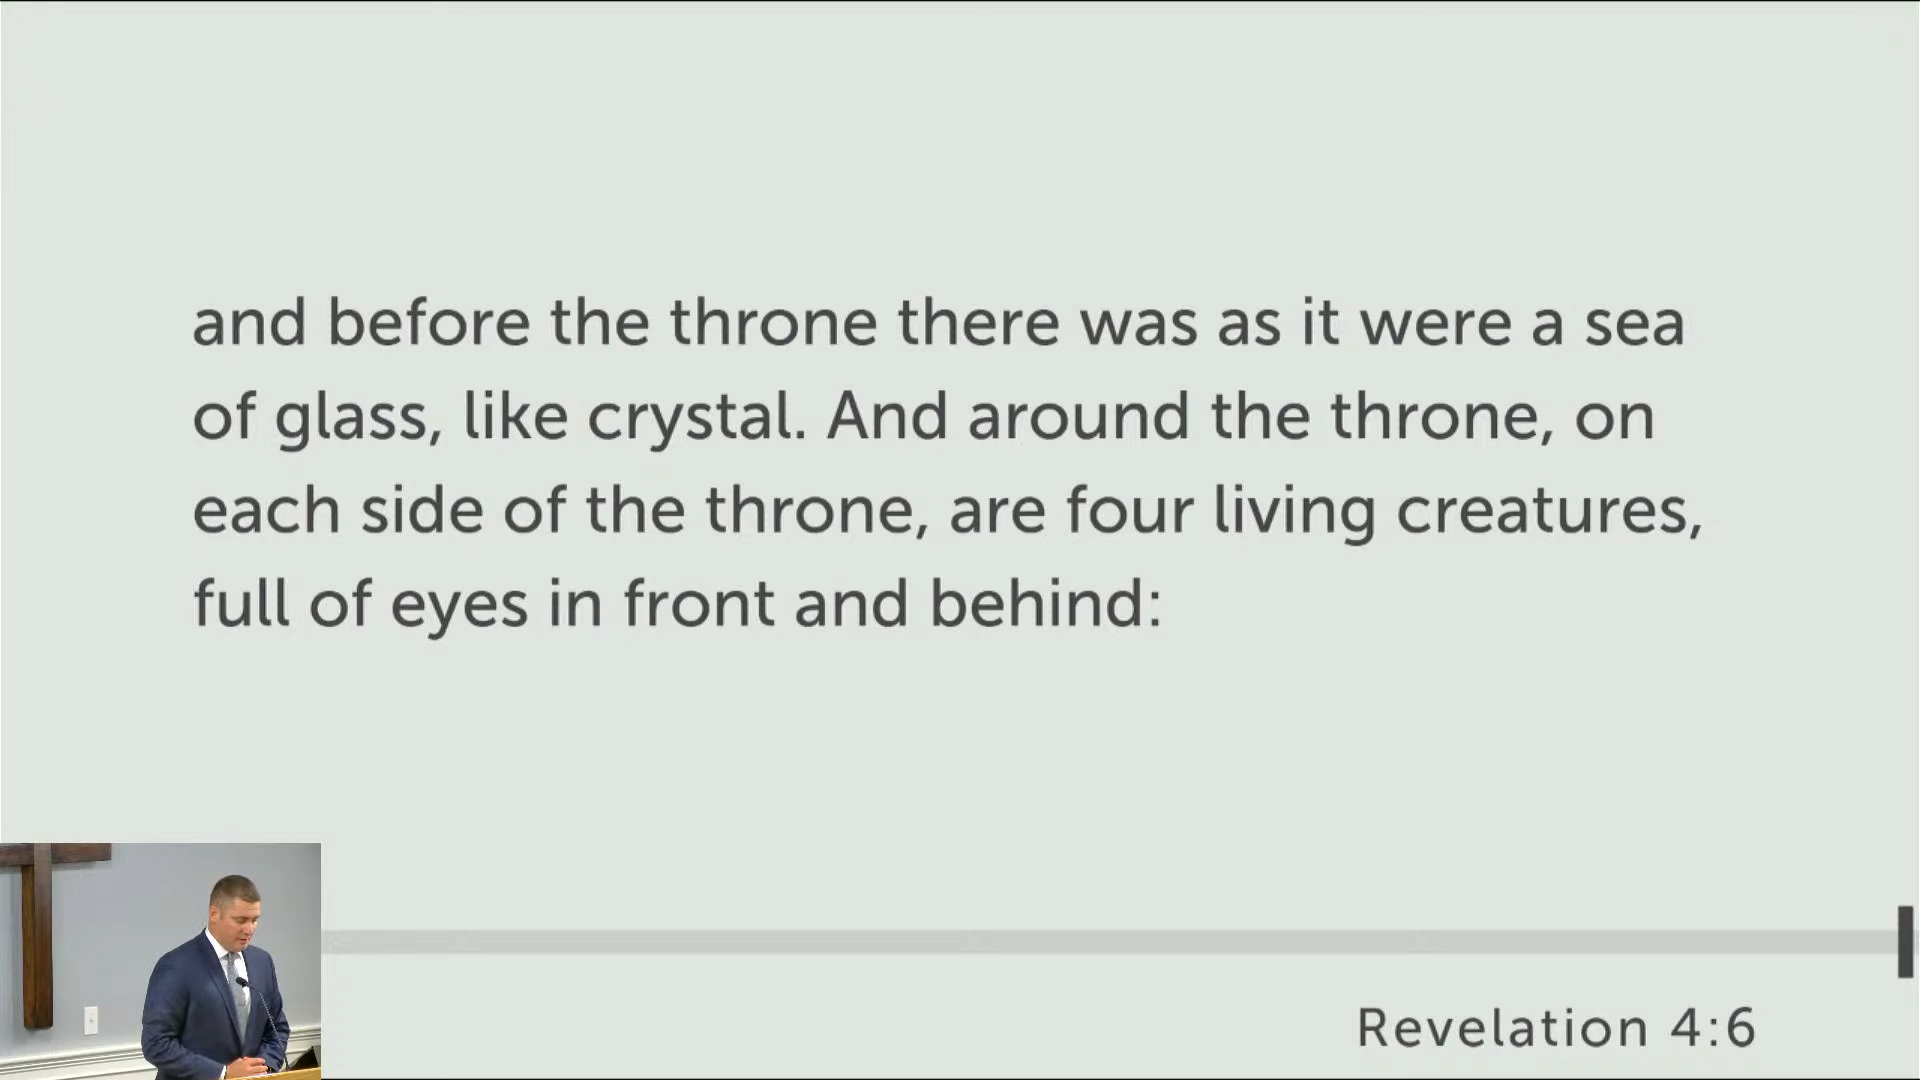 and before the throne there was as it were a sea
of glass, like crystal. And around the throne, on
each side of the throne, are four living creatures,
full of eyes in front and behind:
Revelation 4:6